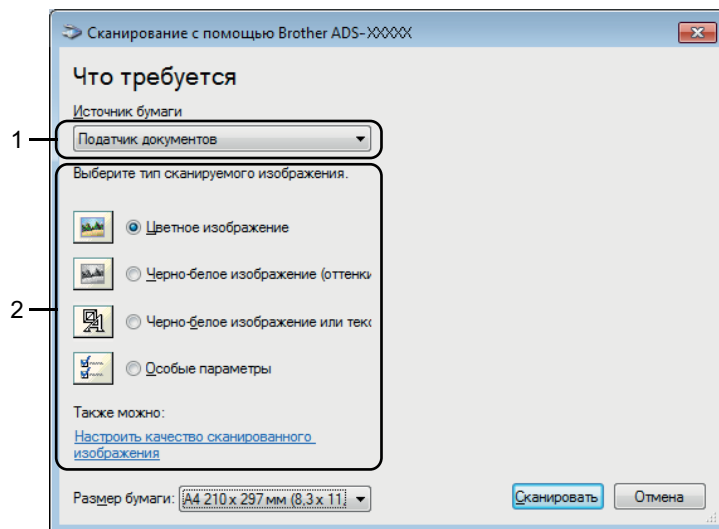 Сканирование с помощью Brother ADS-XXXXX
Что требуется
Источник бумаги
1
Податчик документов
Выберите тип сканируемого изображения.
Цветное изображение
Черно-белое изображение (оттенки
2
Черно-белое изображение или текс
Особые параметры
Также можно:
Настроить качество сканированного
изображения
Размер бумаги: A4 210 x 297 мм (8,3 x 11,
Сканировать Отмена